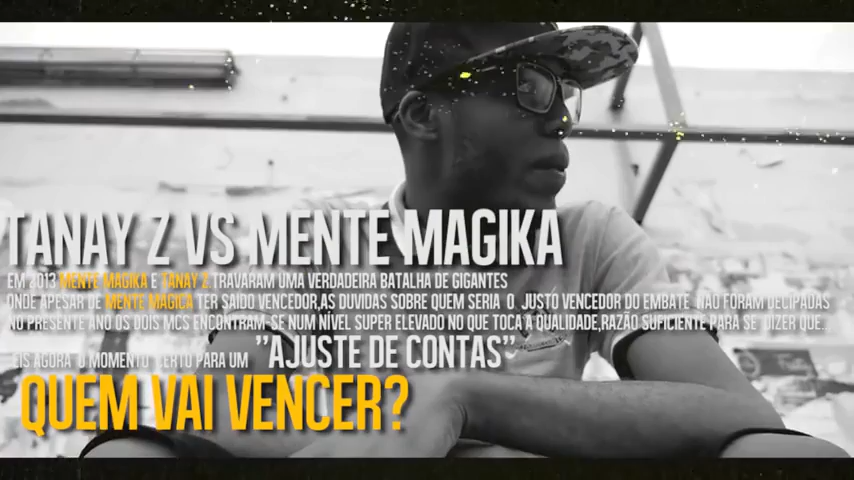 TANAY Z VS MENTE MAGIKA
EM 2013 MENTE MAGIKA E TANAY Z.TRAVARAM UMA VERDADEIRA BATALHA DE GIGANTES
ONDE APESAR DE MENTE MAGICA TER SAIDO VENCEDOR,AS DUVIDAS SOBRE QUEM SERIA O JUSTO VENCEDOR DO EMBATE NÃO FORAM DECIPADAS
NO PRESENTE ANO OS DOIS MCS ENCONTRAM-SE NUM NÍVEL SUPER ELEVADO NO QUE TOCA A QUALIDADE,RAZÃO SUFICIENTE PARA SE DIZER QUE...
EIS AGORA O MOMENTO CERTO PARA UM "AJUSTE DE CONTAS"
QUEM VAI VENCER?